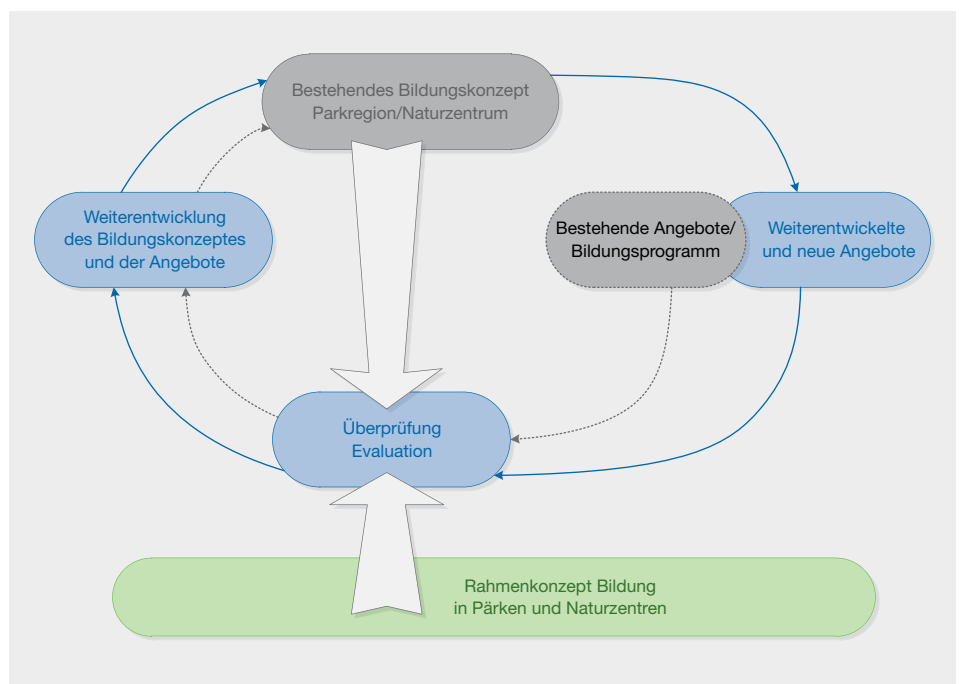 Bestehendes Bildungskonzept
Parkregion/Naturzentrum
Weiterentwicklung
des Bildungskonzeptes
und der Angebote
Bestehende Angebote/
Bildungsprogramm
Weiterentwickelte
und neue Angebote
Überprüfung
Evaluation
Rahmenkonzept Bildung
in Pärken und Naturzentren